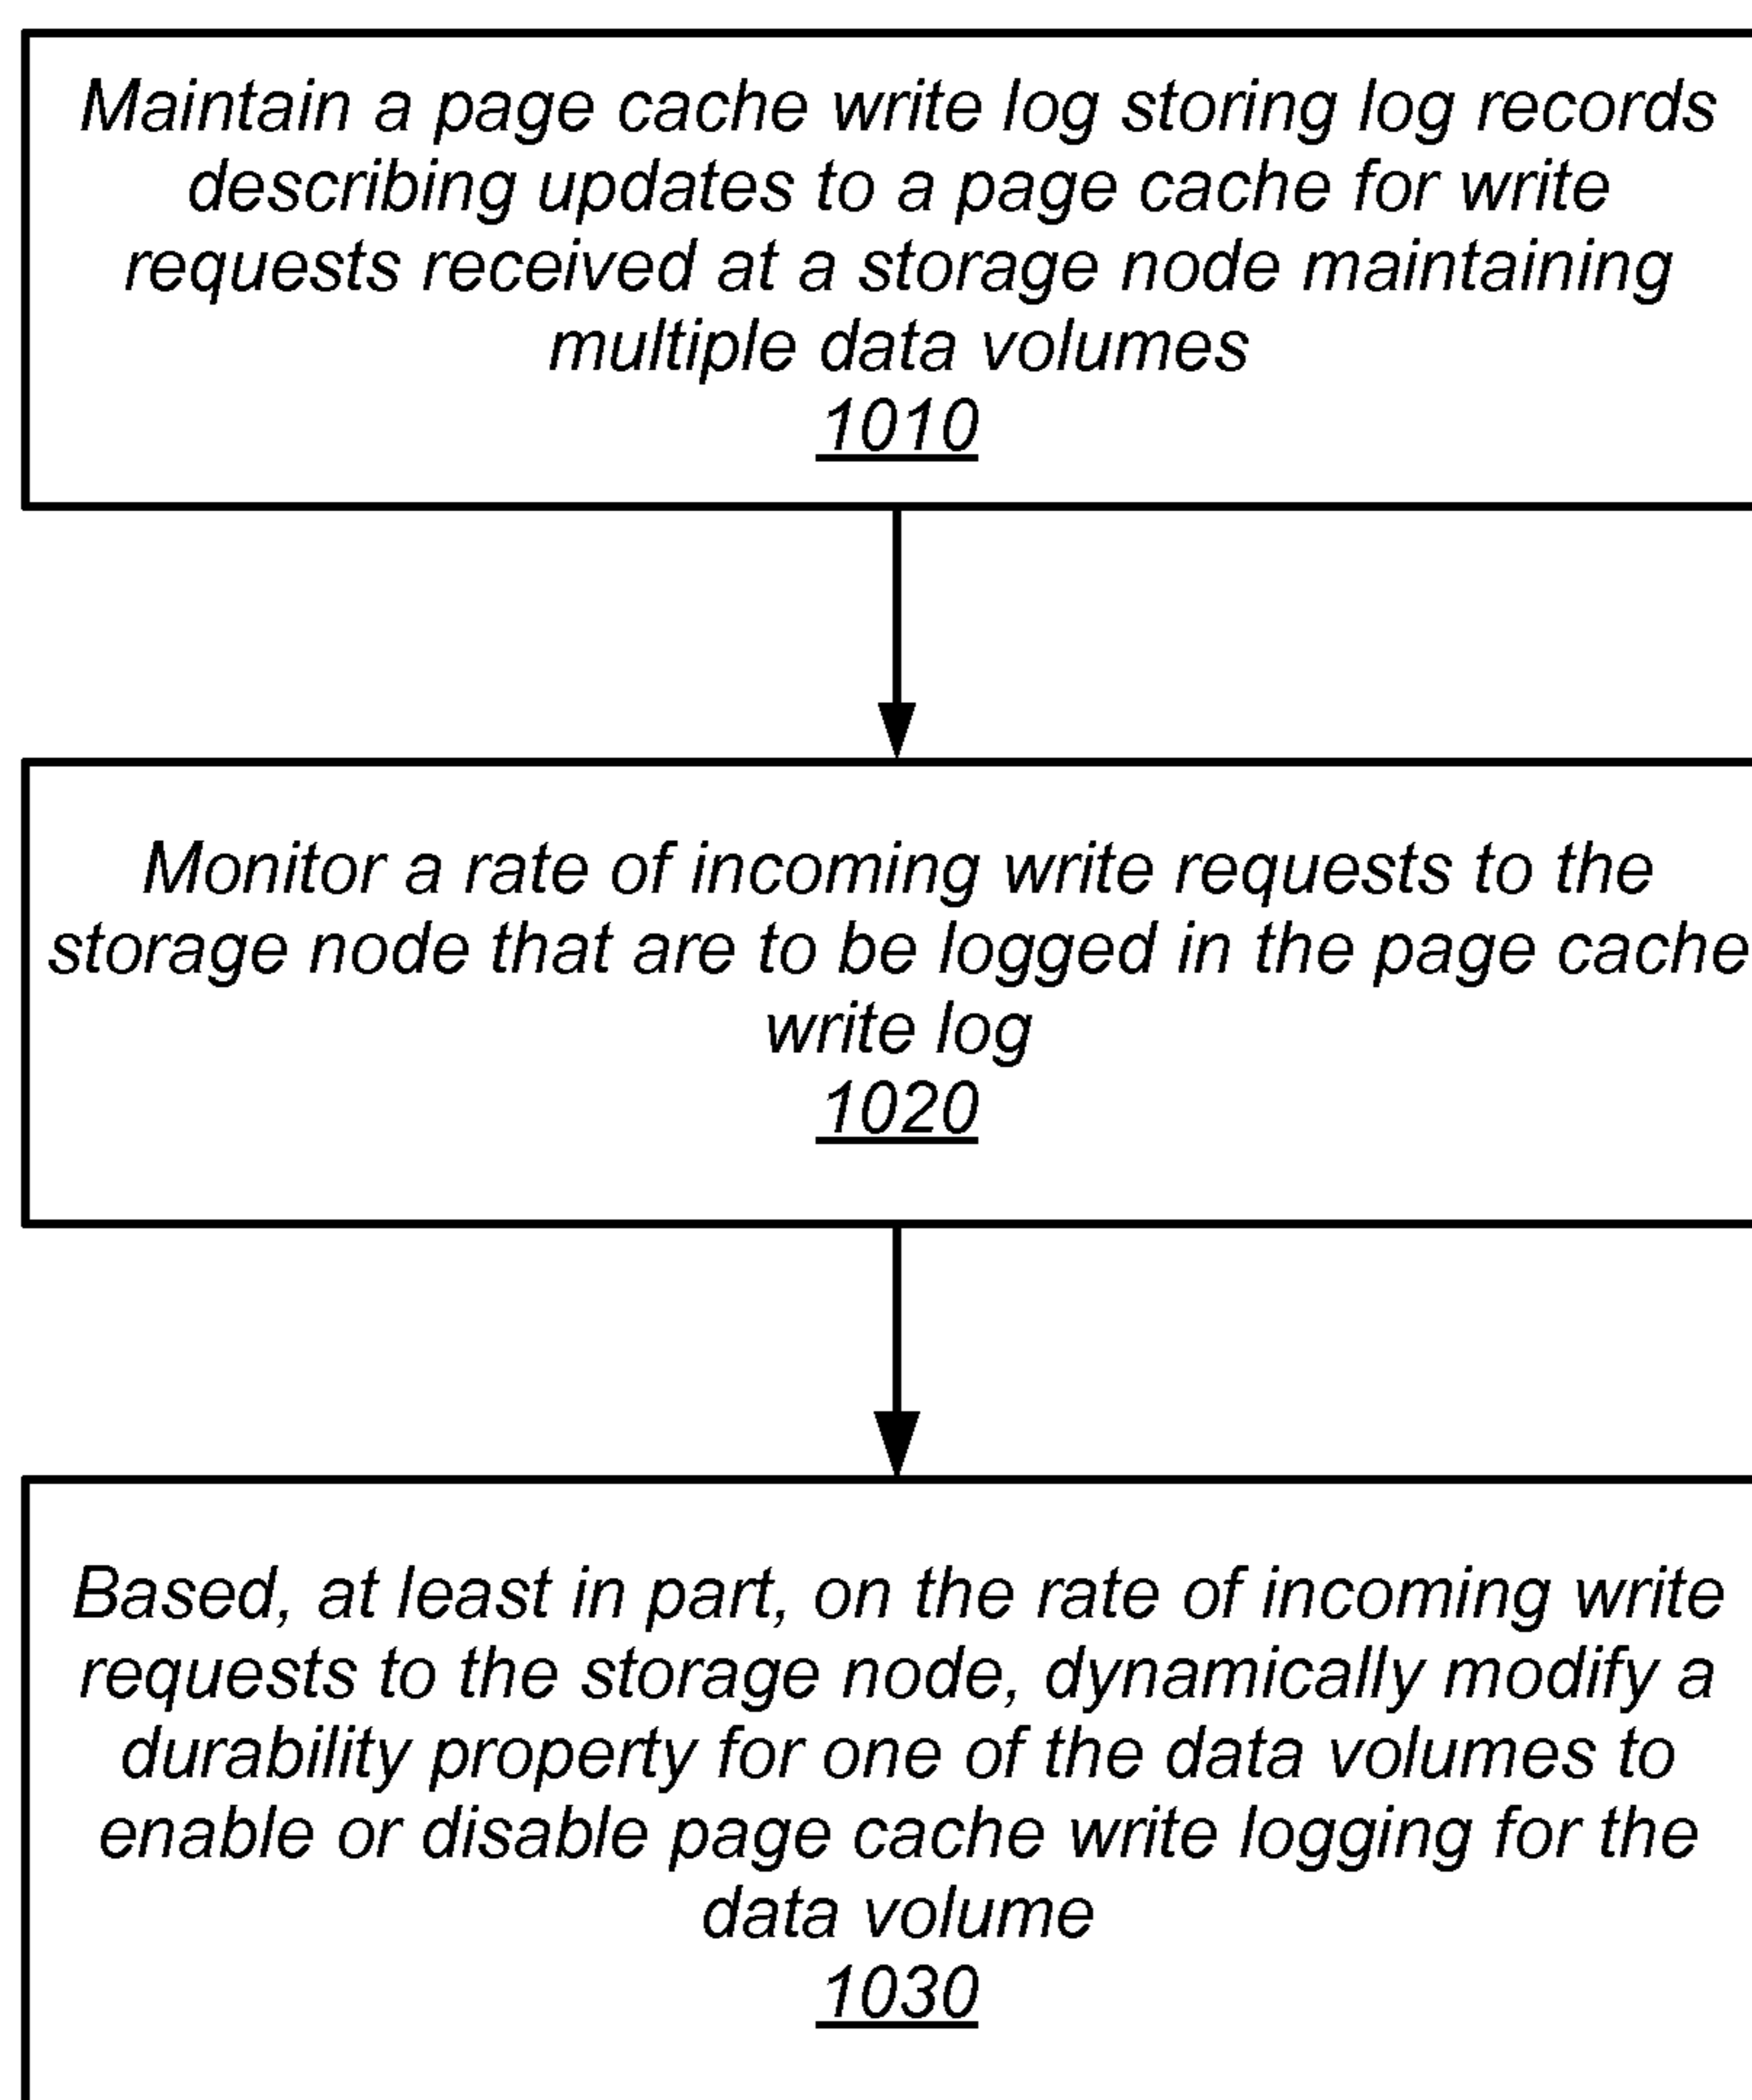 Maintain a page cache write log storing log records
describing updates to a page cache for write
requests received at a storage node maintaining
multiple data volumes
1010
Monitor a rate of incoming write requests to the
storage node that are to be logged in the page cache
write log
1020
Based, at least in part, on the rate of incoming write
requests to the storage node, dynamically modify a
durability property for one of the data volumes to
enable or disable page cache write logging for the
data volume
1030